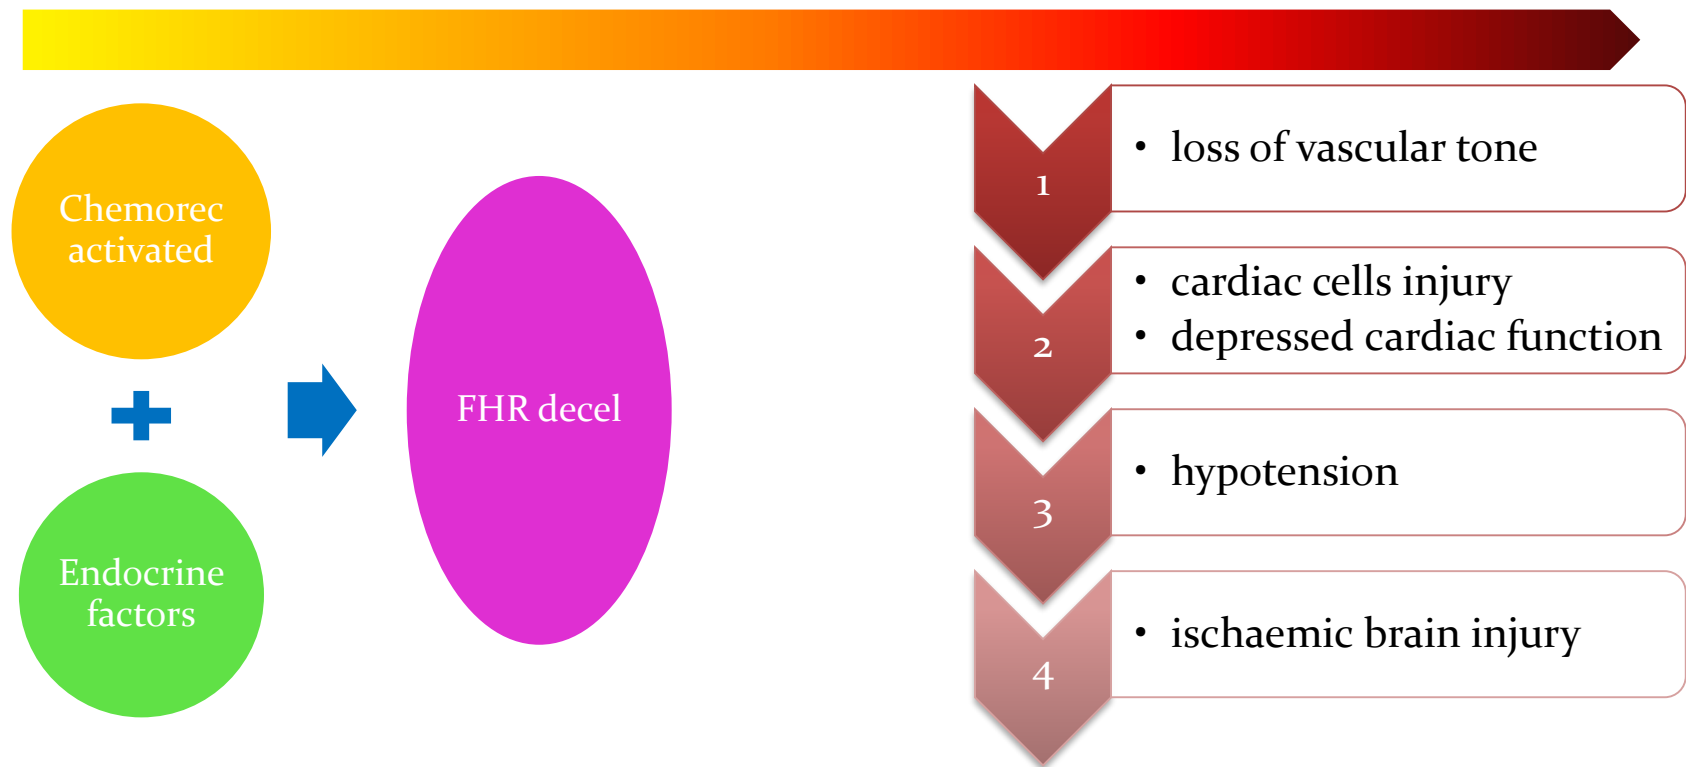 Chemorec
activated
Endocrine
factors
FHR decel
1
• loss of vascular tone
2
• cardiac cells injury
• depressed cardiac function
3
• hypotension
4
• ischaemic brain injury